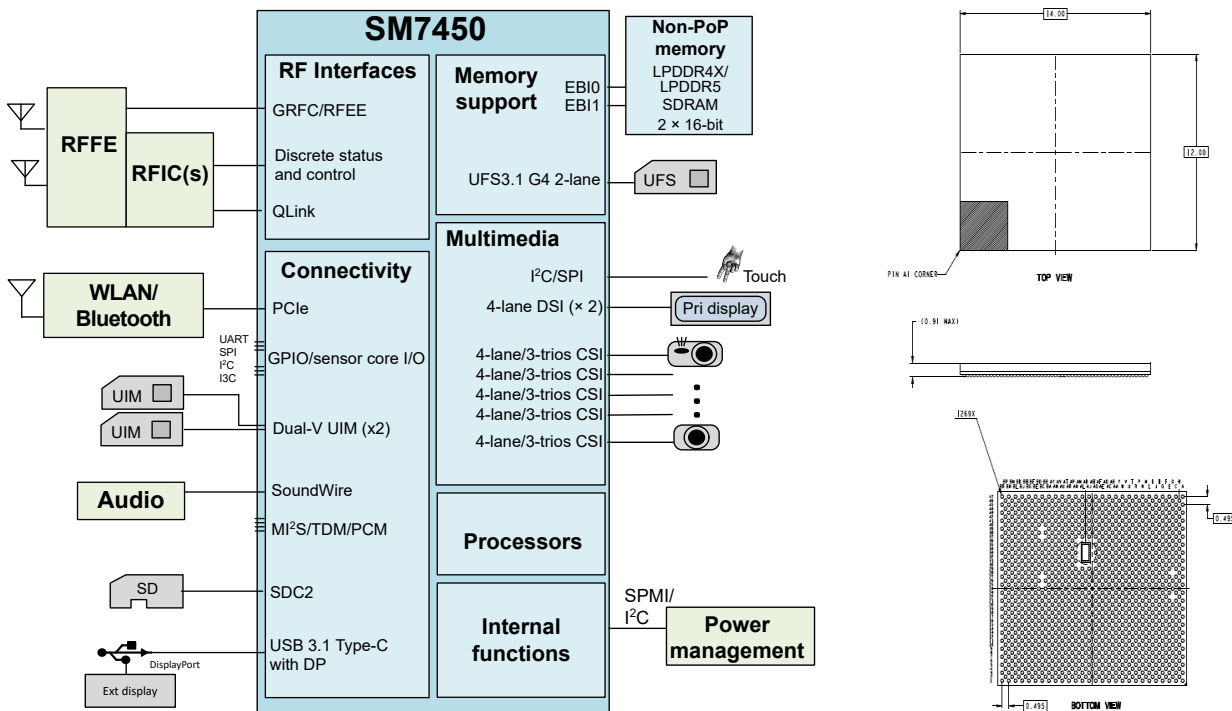 SM7450
RF Interfaces
GRFC/RFEE
Discrete status
and control
QLink
RFFE
RFIC(s)
Connectivity
PCIe
GPIO/sensor core I/O
Dual-V UIM (x2)
SoundWire
MI²S/TDM/PCM
SDC2
USB 3.1 Type-C
with DP
WLAN/
Bluetooth
UART
SPI
I²C
I3C
UIM
UIM
Audio
SD
DisplayPort
Ext display
Memory
support
EBI0
EBI1
UFS3.1 G4 2-lane
Non-PoP
memory
LPDDR4X/
LPDDR5
SDRAM
2 × 16-bit
UFS
Multimedia
I²C/SPI
Touch
4-lane DSI (× 2)
Pri display
4-lane/3-trios CSI
4-lane/3-trios CSI
4-lane/3-trios CSI
4-lane/3-trios CSI
4-lane/3-trios CSI
Processors
Internal
functions
SPMI/
I²C
Power
management
14.00
12.00
PIN A1 CORNER
TOP VIEW
(0.91 MAX)
1269X
0.495
0.495
BOTTOM VIEW